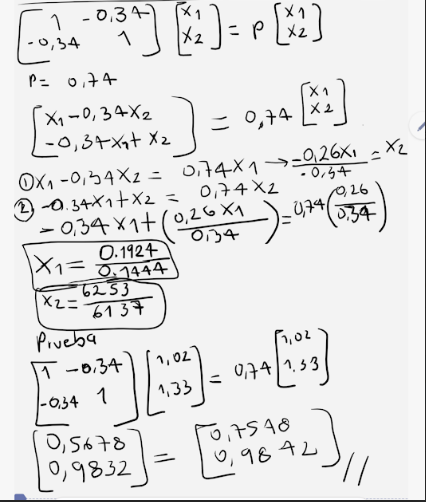 [1 -0,34; -0,34 1] [x1; x2] = P [x1; x2]
P= 0,74
[x1-0,34x2; -0,34x1+x2] = 0,74 [x1; x2]
① x1-0,34x2 = 0,74x1 → -0,26x1/-0,34 = x2
② -0.34x1+x2 = 0,74x2
-0,34x1+(0,26x1/0,34)=0,74(0,26/0,34)
x1= 0.1924/0.1444
x2= 6253/6137
Prueba
[1 -0,34; -0,34 1] [1,02; 1,33] = 0,74 [1,02; 1.33]
[0,5678; 0,9832] = [0,7548; 0,9842] //